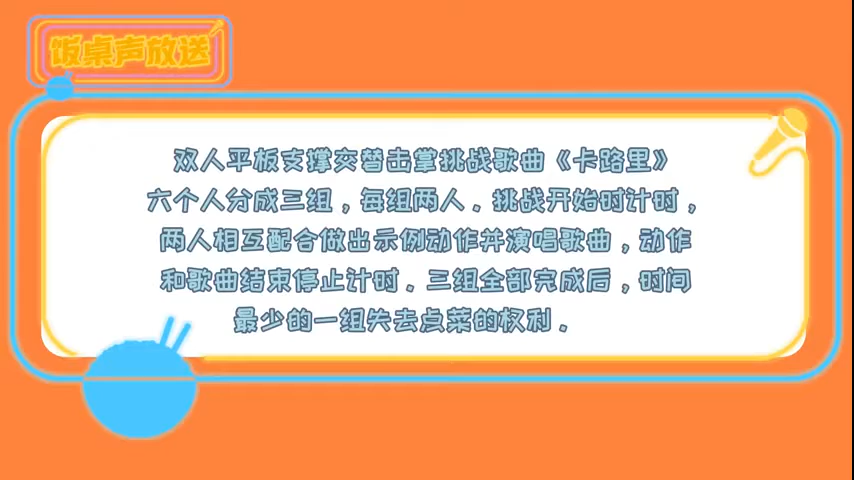 饭桌声放送
双人平板支撑交替击掌挑战歌曲《卡路里》
六个人分成三组，每组两人。挑战开始时计时，
两人相互配合做出示例动作并演唱歌曲，动作
和歌曲结束停止计时。三组全部完成后，时间
最少的一组失去点菜的权利。